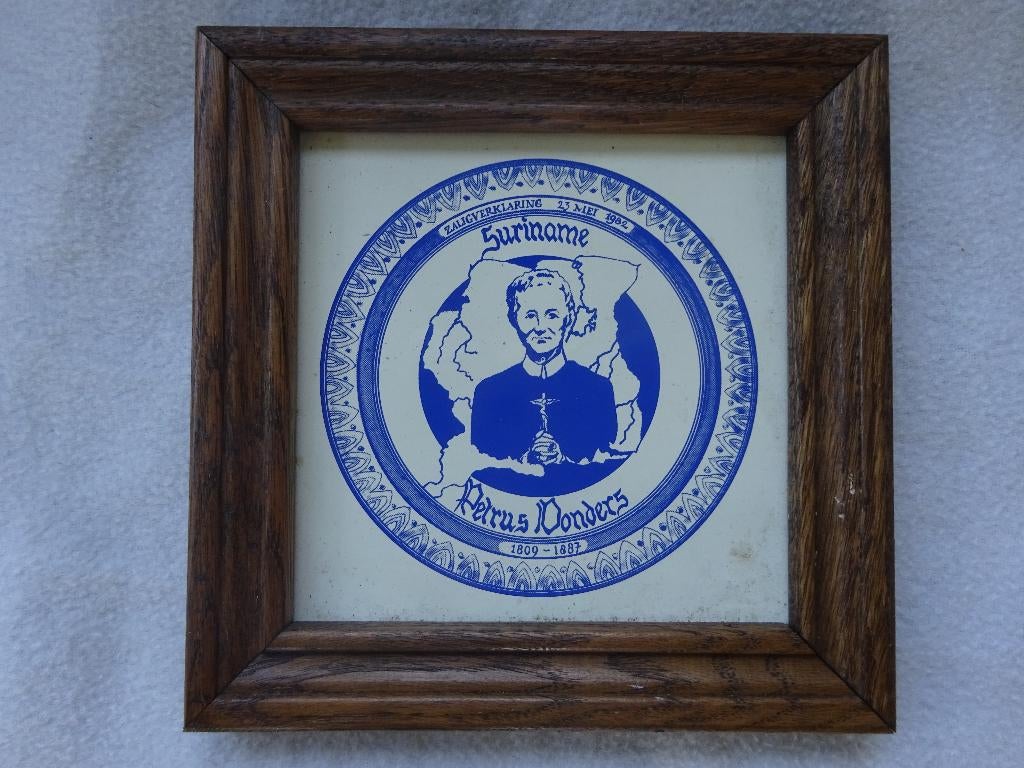 ZALIGVERKLARING 23 MEI 1982
Suriname
Petrus Donders
1809 - 1887